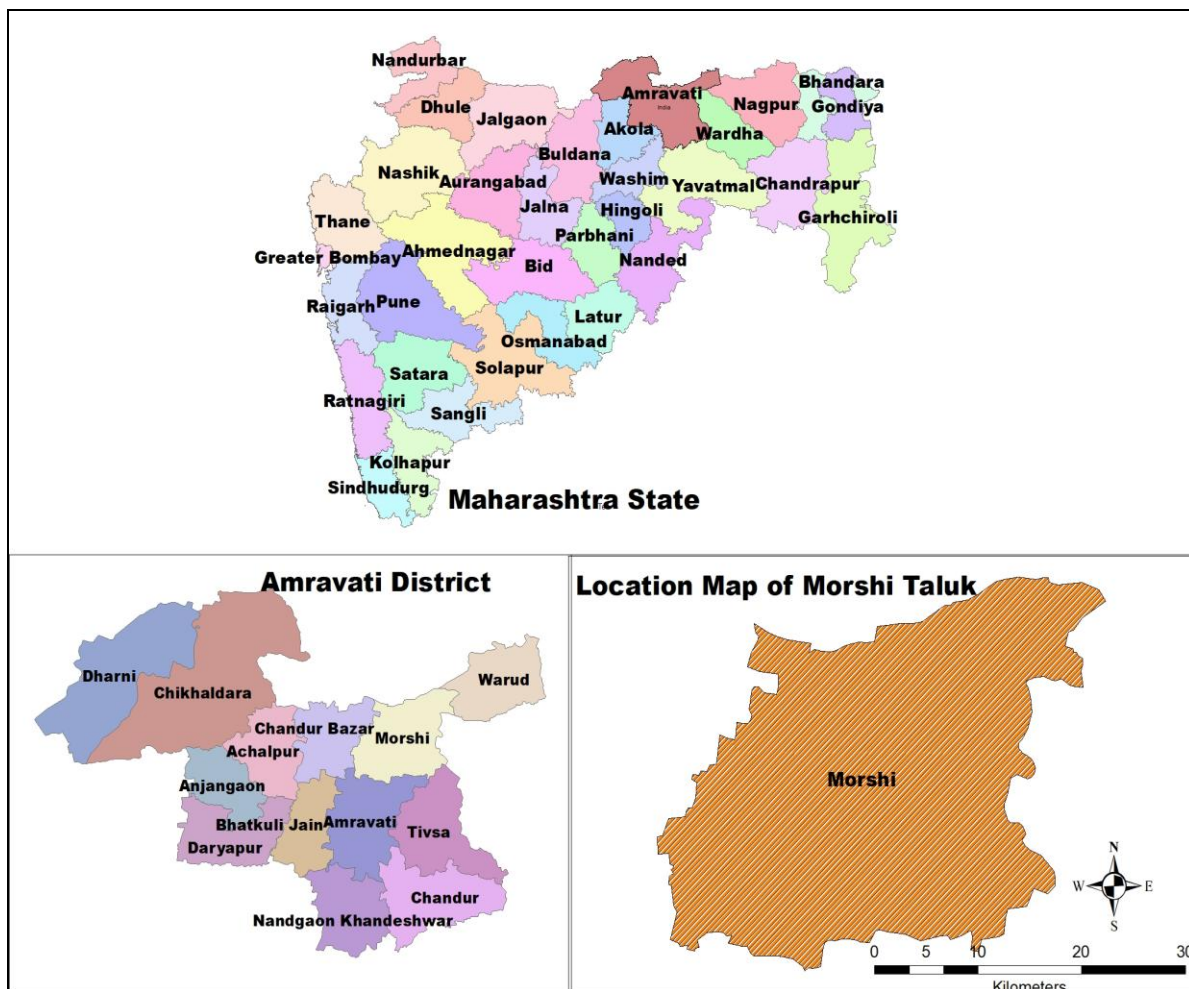 Nandurbar
Dhule
Jalgaon
Amravati
India
Nagpur
Bhandara
Gondiya
Akola
Wardha
Buldana
Nashik
Aurangabad
Washim
Yavatmal
Chandrapur
Jalna
Hingoli
Garhchiroli
Thane
Parbhani
Ahmednagar
Greater Bombay
Bid
Nanded
Raigarh
Pune
Latur
Osmanabad
Satara
Solapur
Ratnagiri
Sangli
Kolhapur
Sindhudurg
Maharashtra State
Amravati District
Dharni
Chikhaldara
Warud
Chandur Bazar
Morshi
Achalpur
Anjangaon
Bhatkuli
Jain
Amravati
Tivsa
Daryapur
Chandur
Nandgaon Khandeshwar
Location Map of Morshi Taluk
Morshi
N
W E
S
0 5 10 20 30
Kilometers